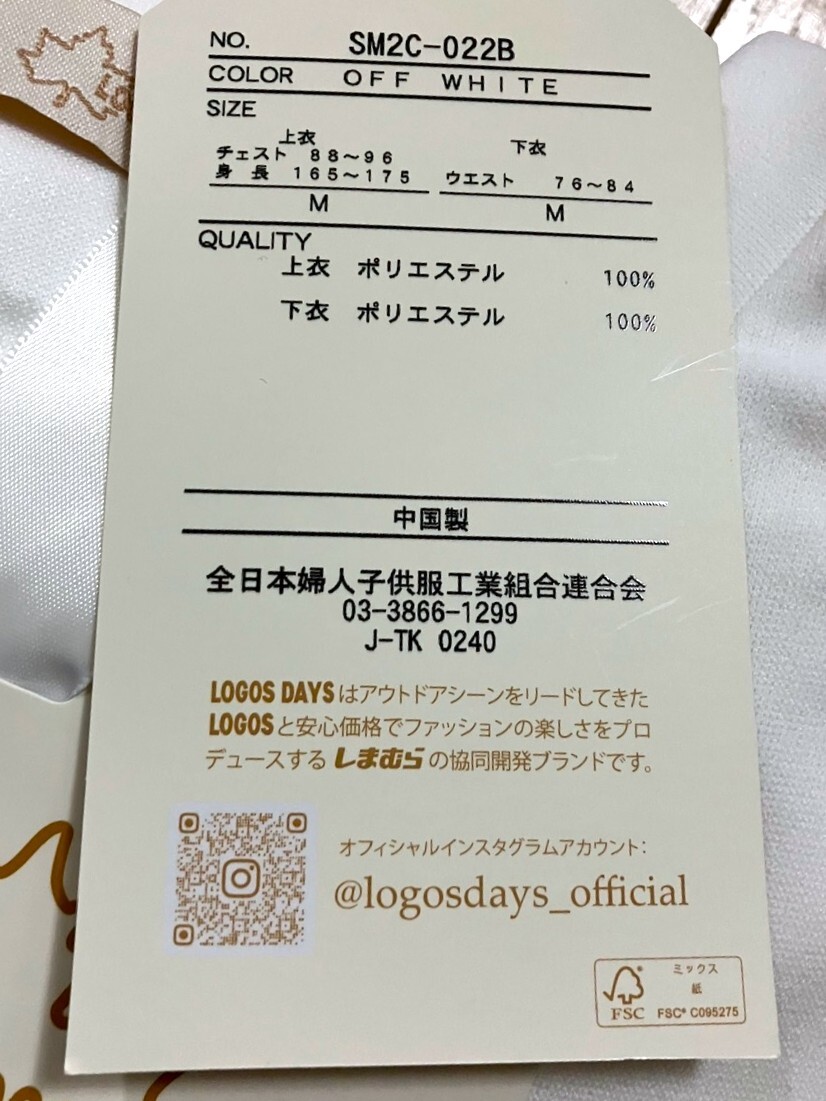 NO. SM2C-022B
COLOR OFF WHITE
SIZE
上衣 下衣
チェスト 88~96
身長 165~175 ウエスト 76~84
M M
QUALITY
上衣 ポリエステル 100%
下衣 ポリエステル 100%
中国製
全日本婦人子供服工業組合連合会
03-3866-1299
J-TK 0240
LOGOS DAYSはアウトドアシーンをリードしてきた
LOGOSと安心価格でファッションの楽しさをプロ
デュースするしまむらの協同開発ブランドです。
オフィシャルインスタグラムアカウント:
@logosdays_official
ミックス
紙
FSC FSC® C095275